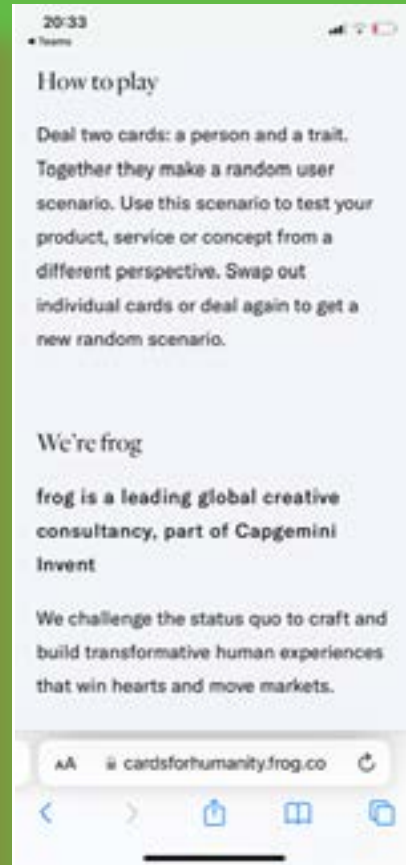 20:33
◀ Teams
How to play
Deal two cards: a person and a trait.
Together they make a random user
scenario. Use this scenario to test your
product, service or concept from a
different perspective. Swap out
individual cards or deal again to get a
new random scenario.
We're frog
frog is a leading global creative
consultancy, part of Capgemini
Invent
We challenge the status quo to craft and
build transformative human experiences
that win hearts and move markets.
AA cardsforhumanity.frog.co